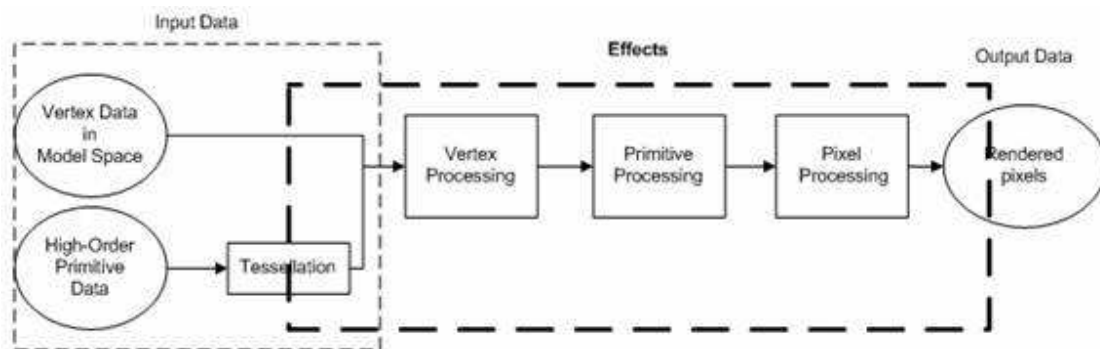 Input Data
Effects
Output Data
Vertex Data
in
Model Space
Vertex
Processing
Primitive
Processing
Pixel
Processing
Rendered
pixels
High-Order
Primitive
Data
Tessellation